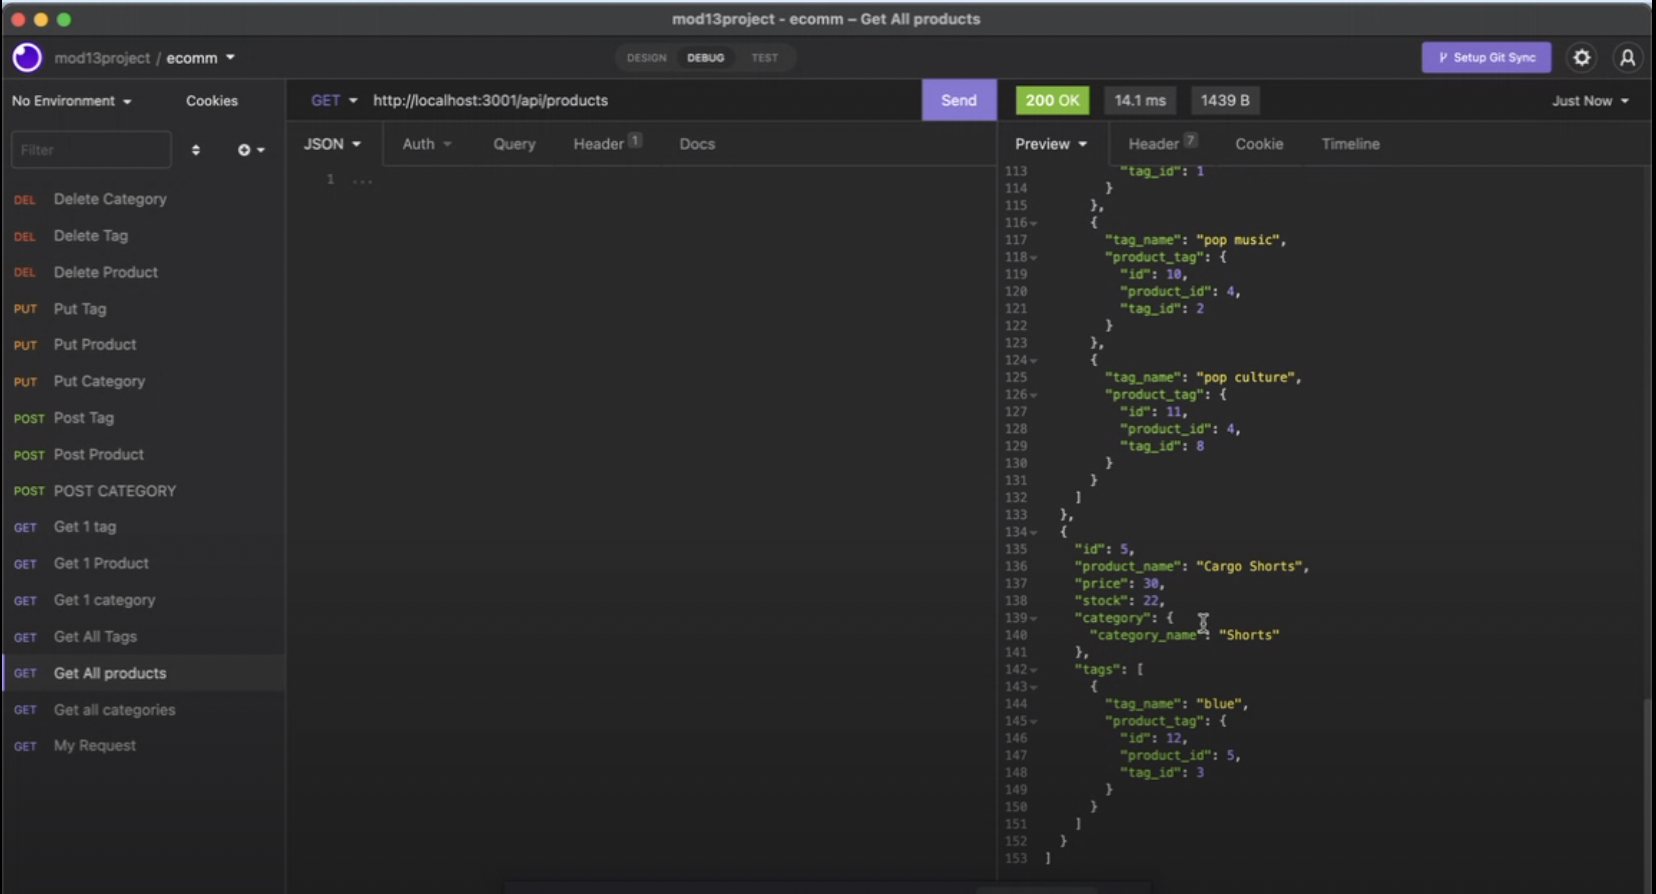 mod13project - ecomm – Get All products
mod13project / ecomm
DESIGN DEBUG TEST
Setup Git Sync
No Environment Cookies
GET http://localhost:3001/api/products Send
200 OK 14.1 ms 1439 B Just Now
Filter
JSON Auth Query Header 1 Docs
Preview Header 7 Cookie Timeline
DEL Delete Category
DEL Delete Tag
DEL Delete Product
PUT Put Tag
PUT Put Product
PUT Put Category
POST Post Tag
POST Post Product
POST POST CATEGORY
GET Get 1 tag
GET Get 1 Product
GET Get 1 category
GET Get All Tags
GET Get All products
GET Get all categories
GET My Request
1 ...
113 "tag_id": 1
114 }
115 },
116 {
117 "tag_name": "pop music",
118 "product_tag": {
119 "id": 10,
120 "product_id": 4,
121 "tag_id": 2
122 }
123 },
124 {
125 "tag_name": "pop culture",
126 "product_tag": {
127 "id": 11,
128 "product_id": 4,
129 "tag_id": 8
130 }
131 }
132 ]
133 },
134 {
135 "id": 5,
136 "product_name": "Cargo Shorts",
137 "price": 30,
138 "stock": 22,
139 "category": {
140 "category_name": "Shorts"
141 },
142 "tags": [
143 {
144 "tag_name": "blue",
145 "product_tag": {
146 "id": 12,
147 "product_id": 5,
148 "tag_id": 3
149 }
150 }
151 ]
152 }
153 ]